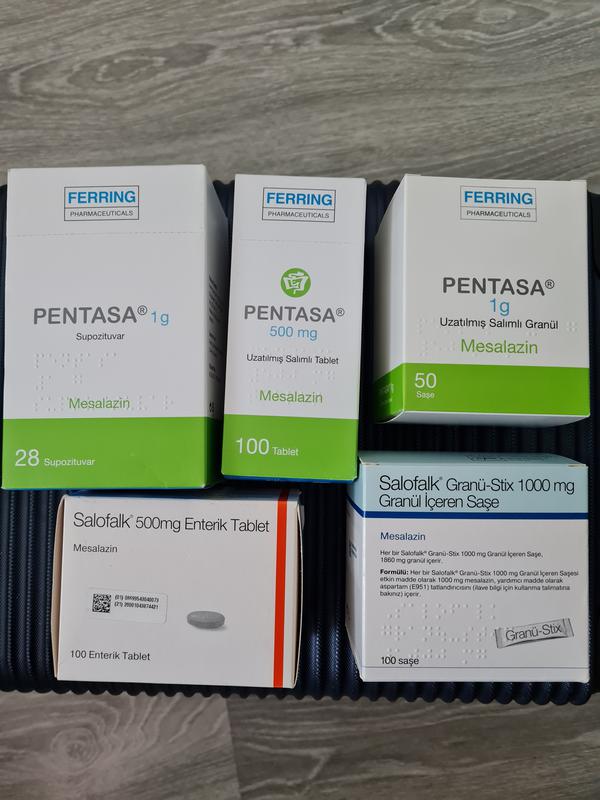 FERRING
PHARMACEUTICALS
PENTASA® 1g
Supozituvar
Mesalazin
28 Supozituvar
FERRING
PHARMACEUTICALS
PENTASA®
500 mg
Uzatılmış Salımlı Tablet
Mesalazin
100 Tablet
FERRING
PHARMACEUTICALS
PENTASA®
1g
Uzatılmış Salımlı Granül
Mesalazin
50
Saşe
Salofalk® 500mg Enterik Tablet
Mesalazin
100 Enterik Tablet
Salofalk® Granü-Stix 1000 mg
Granül İçeren Saşe
Mesalazin
Her bir Salofalk® Granü-Stix 1000 mg Granül İçeren Saşe,
1860 mg granül içerir.
Formülü: Her bir Salofalk® Granü-Stix 1000 mg Granül İçeren Saşesi
etkin madde olarak 1000 mg mesalazin, yardımcı madde olarak
aspartam (E951) tatlandırıcısını (ilave bilgi için kullanma talimatına
bakınız) içerir.
Granü-Stix
100 saşe